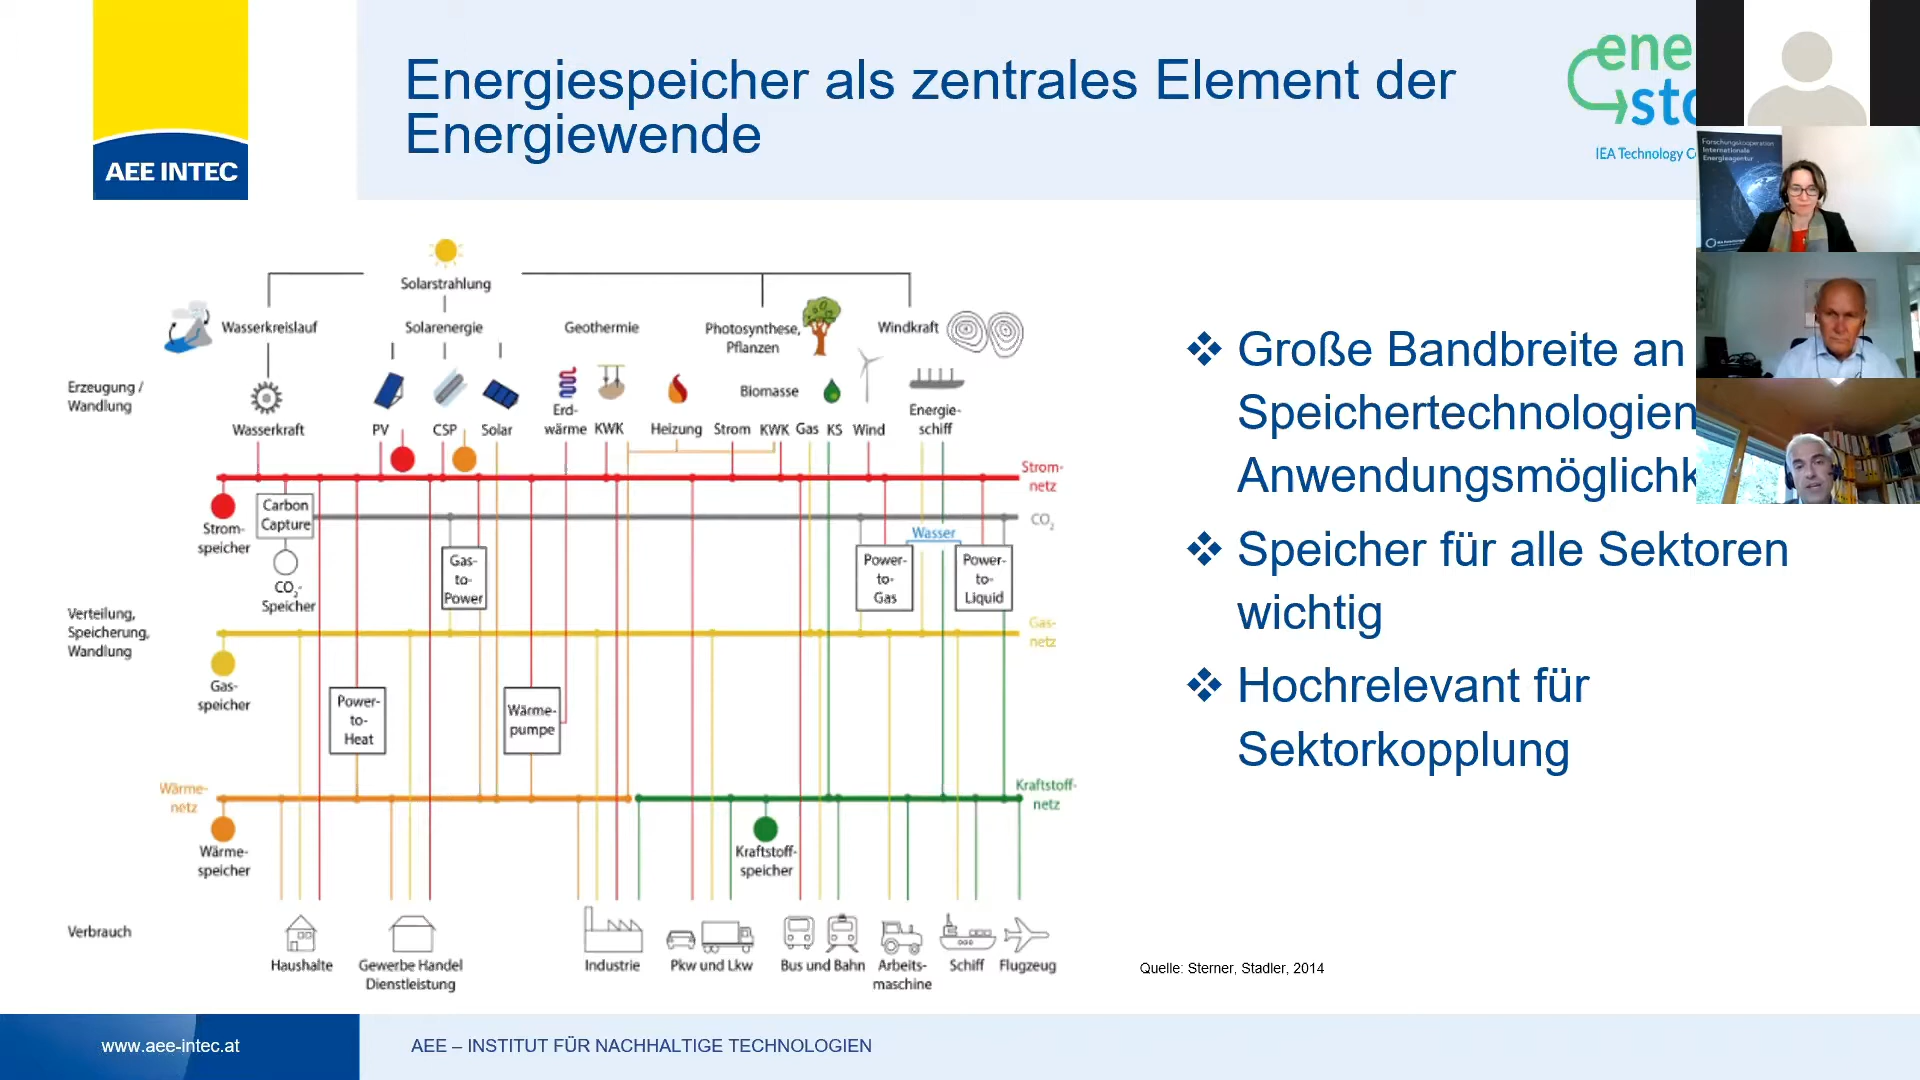 AEE INTEC
Energiespeicher als zentrales Element der
Energiewende
IEA Technology
Forschungskooperation
Internationale
Energieagentur
Solarstrahlung
Wasserkreislauf
Solarenergie
Geothermie
Photosynthese,
Pflanzen
Windkraft
Erzeugung /
Wandlung
Biomasse
Wasserkraft
PV
CSP
Solar
Erd-
wärme
KWK
Heizung
Strom
KWK
Gas
KS
Wind
Energie-
schiff
Strom-
netz
Strom-
speicher
Carbon
Capture
CO2
Wasser
CO2-
Speicher
Gas-
to-
Power
Power-
to-
Gas
Power-
to-
Liquid
Verteilung,
Speicherung,
Wandlung
Gas-
netz
Gas-
speicher
Power-
to-
Heat
Wärme-
pumpe
Wärme-
netz
Kraftstoff-
netz
Wärme-
speicher
Kraftstoff-
speicher
Verbrauch
Haushalte
Gewerbe Handel
Dienstleistung
Industrie
Pkw und Lkw
Bus und Bahn
Arbeits-
maschine
Schiff
Flugzeug
❖ Große Bandbreite an
Speichertechnologien
Anwendungsmöglichk
❖ Speicher für alle Sektoren
wichtig
❖ Hochrelevant für
Sektorkopplung
Quelle: Sterner, Stadler, 2014
www.aee-intec.at
AEE – INSTITUT FÜR NACHHALTIGE TECHNOLOGIEN